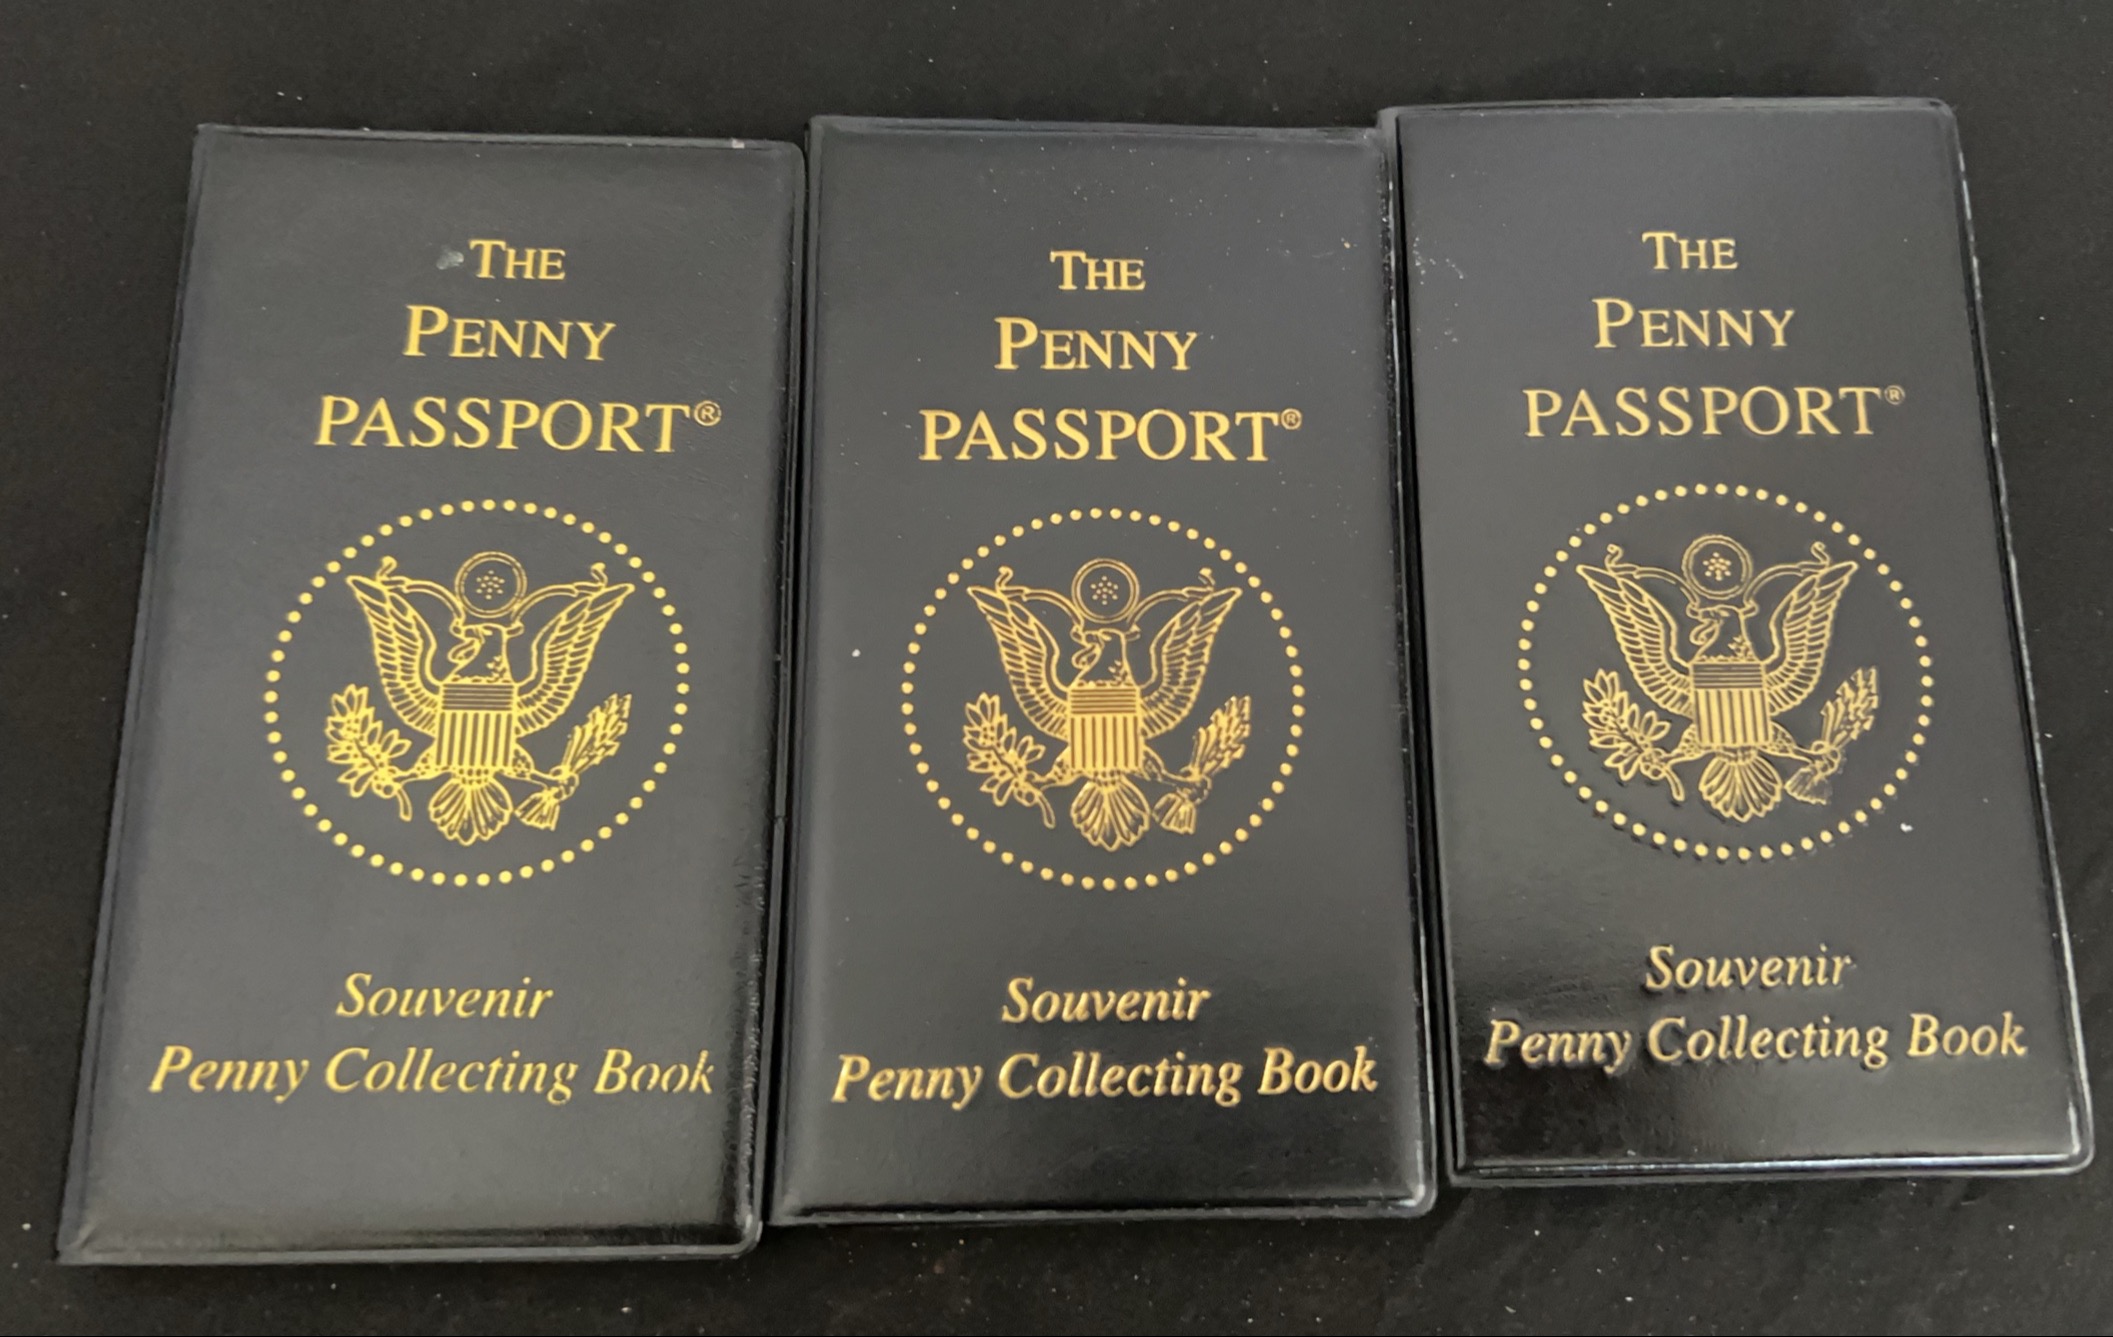 THE
PENNY
PASSPORT®
Souvenir
Penny Collecting Book
THE
PENNY
PASSPORT®
Souvenir
Penny Collecting Book
THE
PENNY
PASSPORT®
Souvenir
Penny Collecting Book